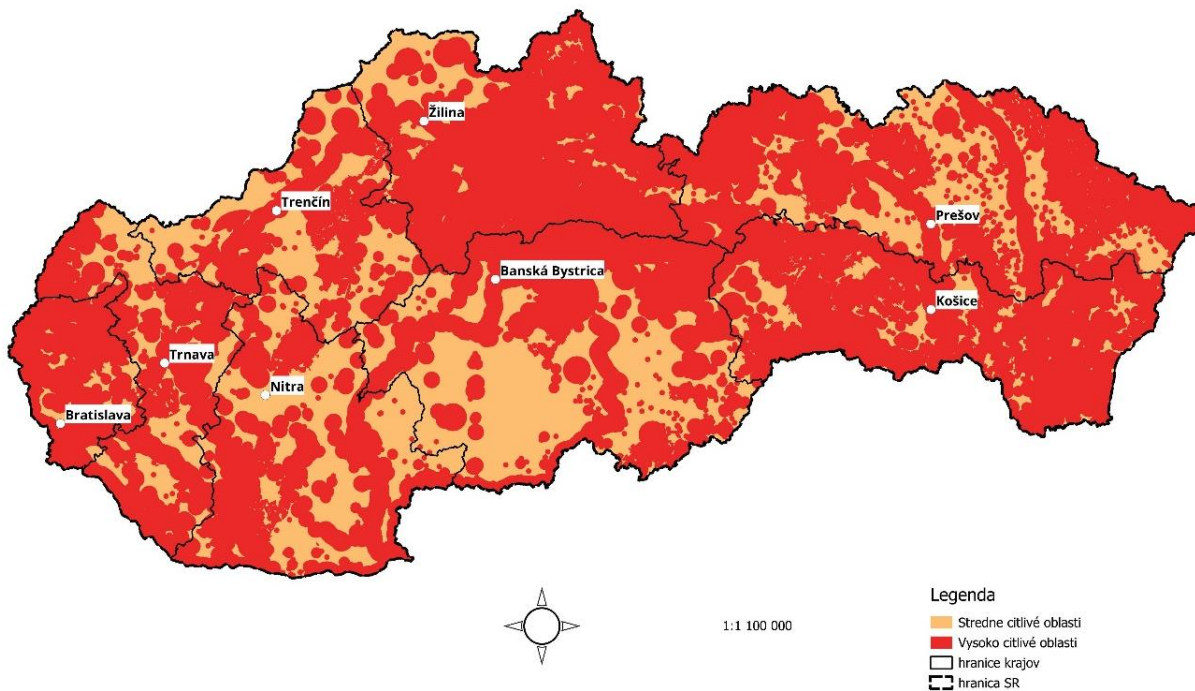 Žilina
Trenčín
Prešov
Banská Bystrica
Košice
Trnava
Nitra
Bratislava
1:1 100 000
Legenda
Stredne citlivé oblasti
Vysoko citlivé oblasti
hranice krajov
hranica SR